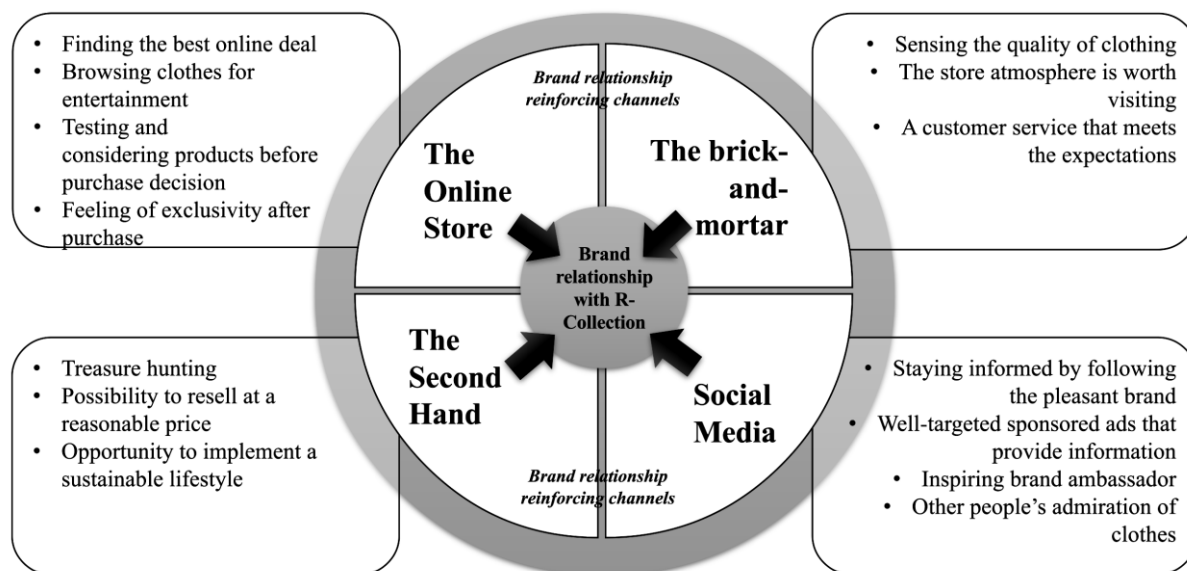 • Finding the best online deal
• Browsing clothes for
entertainment
• Testing and
considering products before
purchase decision
• Feeling of exclusivity after
purchase
Brand relationship
reinforcing channels
The
Online
Store
The brick-
and-
mortar
• Sensing the quality of clothing
• The store atmosphere is worth
visiting
• A customer service that meets
the expectations
Brand
relationship
with R-
Collection
• Treasure hunting
• Possibility to resell at a
reasonable price
• Opportunity to implement a
sustainable lifestyle
The
Second
Hand
Social
Media
Brand relationship
reinforcing channels
• Staying informed by following
the pleasant brand
• Well-targeted sponsored ads that
provide information
• Inspiring brand ambassador
• Other people’s admiration of
clothes